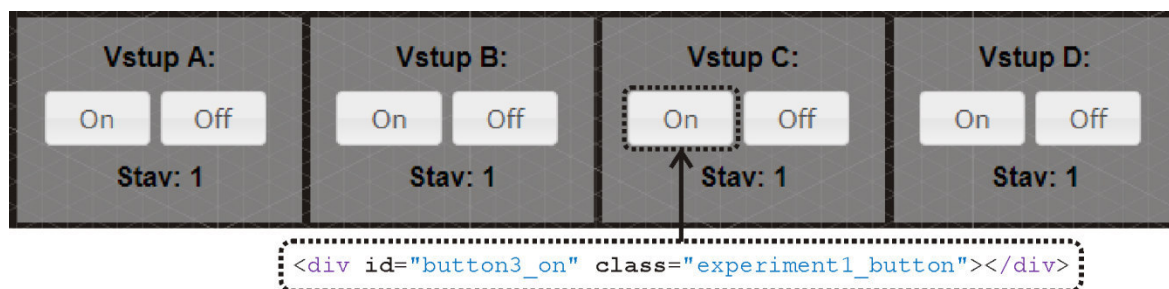 Vstup A: Vstup B: Vstup C: Vstup D:
On Off On Off On Off On Off
Stav: 1 Stav: 1 Stav: 1 Stav: 1
<div id="button3_on" class="experiment1_button"></div>